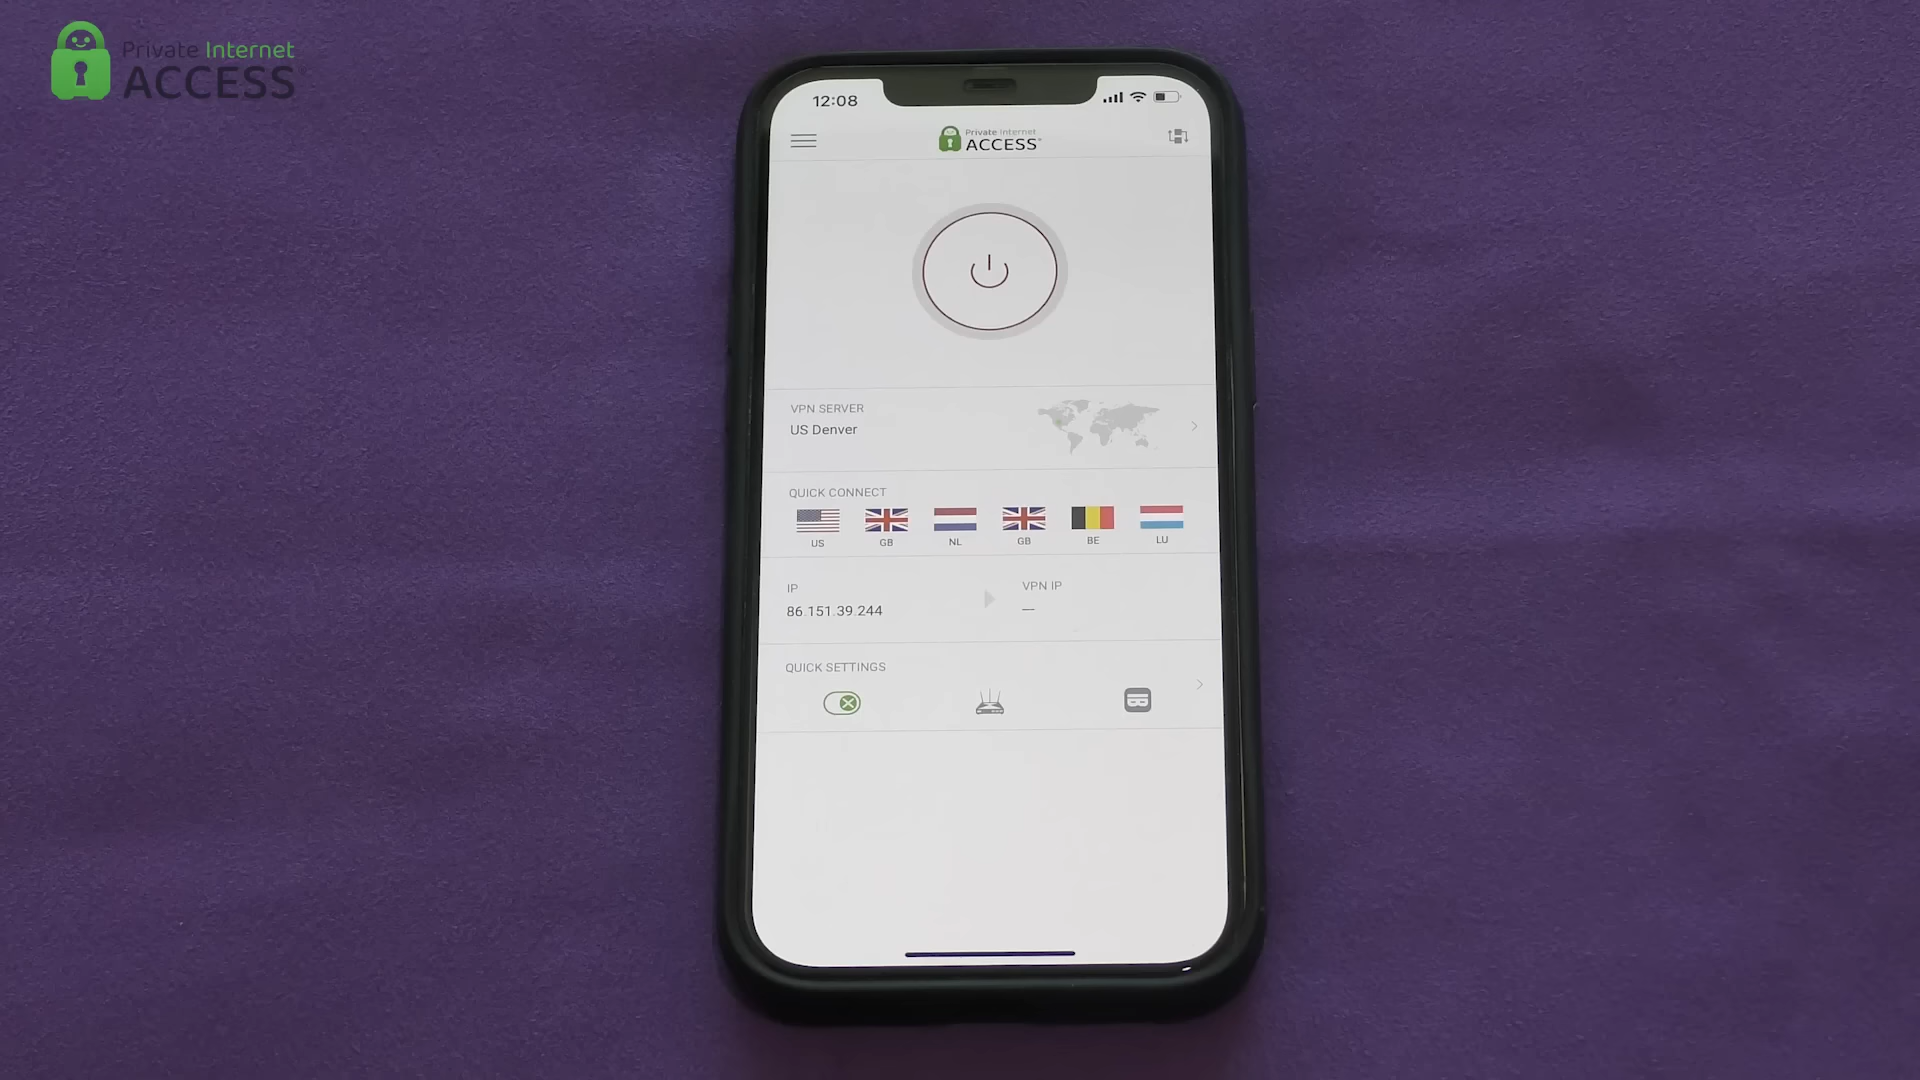 Private Internet
ACCESS
12:08
Private Internet
ACCESS™
VPN SERVER
US Denver
QUICK CONNECT
US GB NL GB BE LU
IP
86.151.39.244
VPN IP
—
QUICK SETTINGS